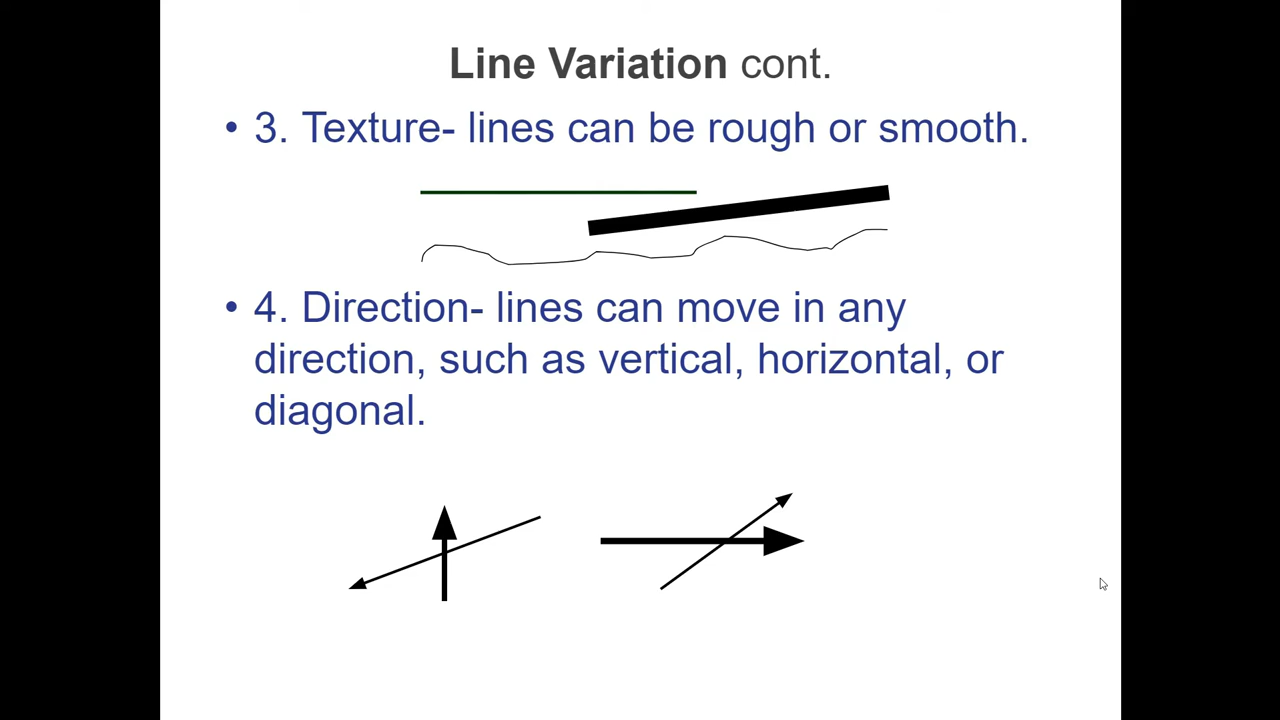 Line Variation cont.
• 3. Texture- lines can be rough or smooth.
• 4. Direction- lines can move in any
direction, such as vertical, horizontal, or
diagonal.